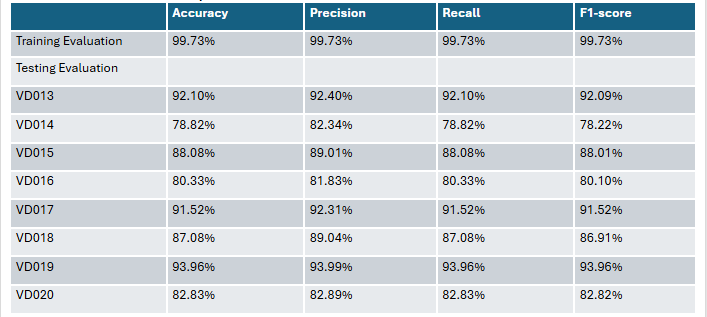 Accuracy Precision Recall F1-score
Training Evaluation 99.73% 99.73% 99.73% 99.73%
Testing Evaluation
VD013 92.10% 92.40% 92.10% 92.09%
VD014 78.82% 82.34% 78.82% 78.22%
VD015 88.08% 89.01% 88.08% 88.01%
VD016 80.33% 81.83% 80.33% 80.10%
VD017 91.52% 92.31% 91.52% 91.52%
VD018 87.08% 89.04% 87.08% 86.91%
VD019 93.96% 93.99% 93.96% 93.96%
VD020 82.83% 82.89% 82.83% 82.82%